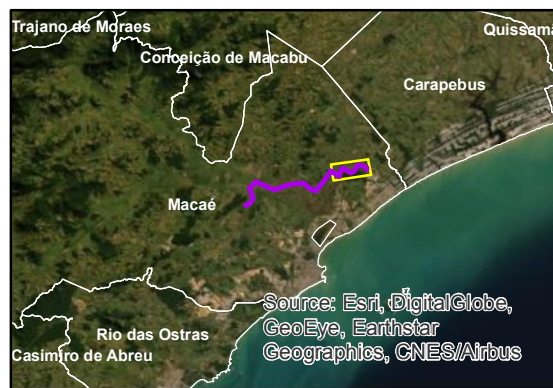 Trajano de Moraes
Quissamã
Conceição de Macabu
Carapebus
Macaé
Source: Esri, DigitalGlobe,
GeoEye, Earthstar
Geographics, CNES/Airbus
Rio das Ostras
Casimiro de Abreu